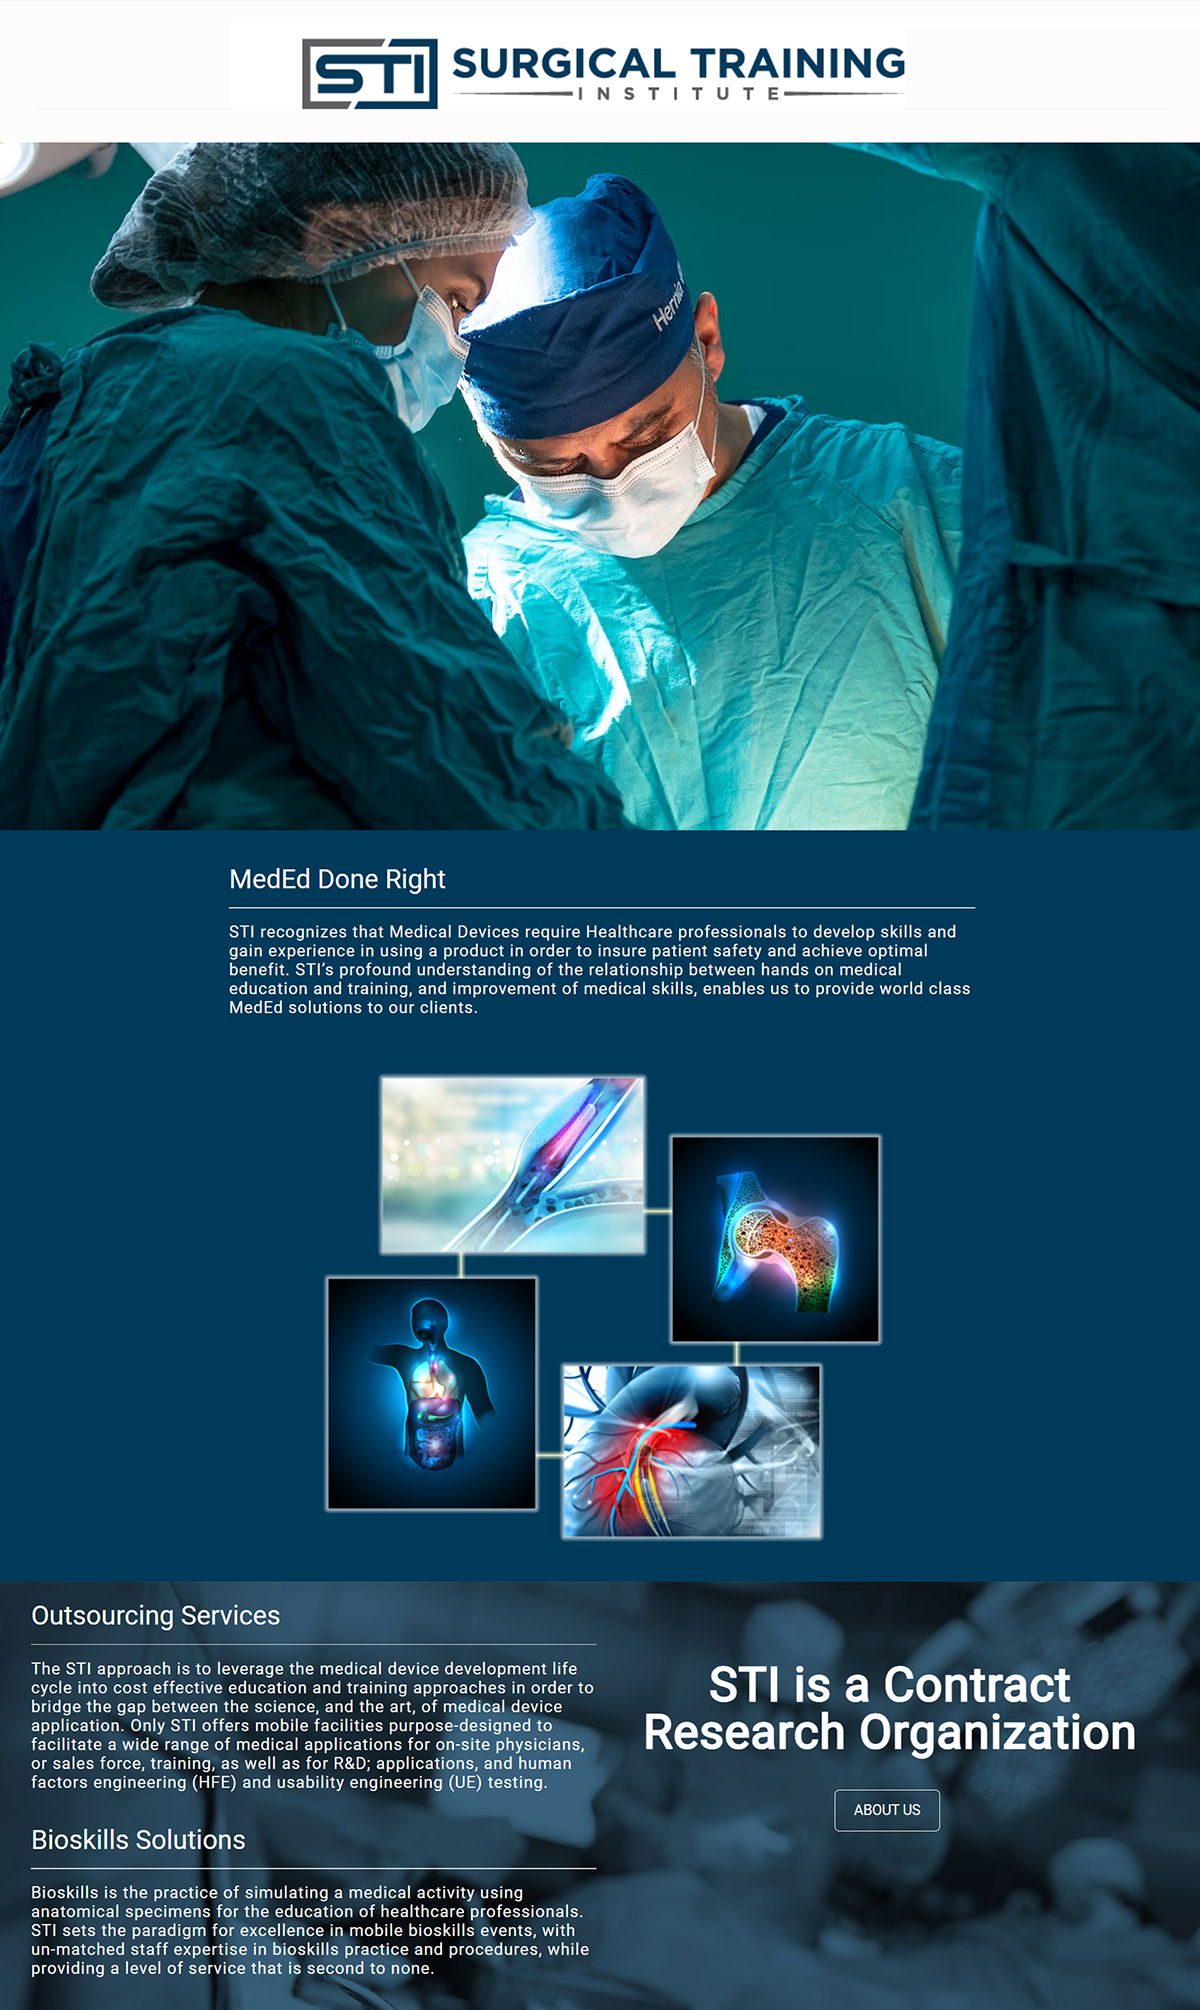 STI SURGICAL TRAINING
INSTITUTE
MedEd Done Right
STI recognizes that Medical Devices require Healthcare professionals to develop skills and
gain experience in using a product in order to insure patient safety and achieve optimal
benefit. STI’s profound understanding of the relationship between hands on medical
education and training, and improvement of medical skills, enables us to provide world class
MedEd solutions to our clients.
Outsourcing Services
The STI approach is to leverage the medical device development life
cycle into cost effective education and training approaches in order to
bridge the gap between the science, and the art, of medical device
application. Only STI offers mobile facilities purpose-designed to
facilitate a wide range of medical applications for on-site physicians,
or sales force, training, as well as for R&D; applications, and human
factors engineering (HFE) and usability engineering (UE) testing.
Bioskills Solutions
Bioskills is the practice of simulating a medical activity using
anatomical specimens for the education of healthcare professionals.
STI sets the paradigm for excellence in mobile bioskills events, with
un-matched staff expertise in bioskills practice and procedures, while
providing a level of service that is second to none.
STI is a Contract
Research Organization
ABOUT US